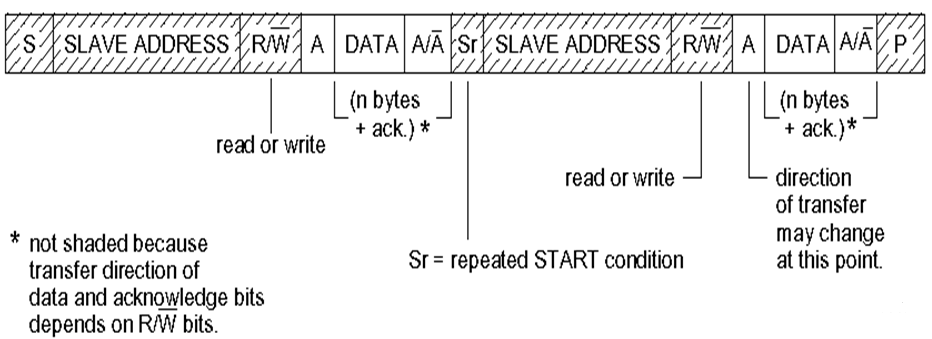 S SLAVE ADDRESS R/W̅ A DATA A/A̅ Sr SLAVE ADDRESS R/W̅ A DATA A/A̅ P
(n bytes
+ ack.) *
read or write
(n bytes
+ ack.)*
read or write
direction
of transfer
may change
at this point.
Sr = repeated START condition
* not shaded because
transfer direction of
data and acknowledge bits
depends on R/W̅ bits.